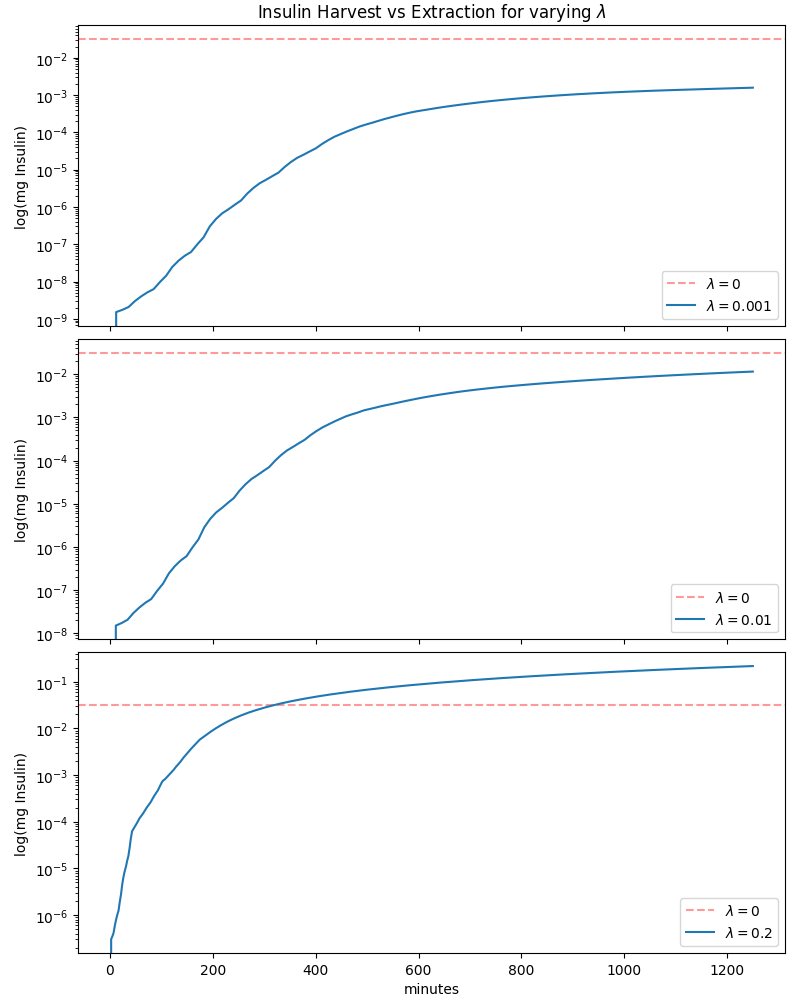 Insulin Harvest vs Extraction for varying λ
log(mg Insulin)
10⁻²
10⁻³
10⁻⁴
10⁻⁵
10⁻⁶
10⁻⁷
10⁻⁸
10⁻⁹
λ = 0
λ = 0.001
log(mg Insulin)
10⁻²
10⁻³
10⁻⁴
10⁻⁵
10⁻⁶
10⁻⁷
10⁻⁸
λ = 0
λ = 0.01
log(mg Insulin)
10⁻¹
10⁻²
10⁻³
10⁻⁴
10⁻⁵
10⁻⁶
λ = 0
λ = 0.2
0 200 400 600 800 1000 1200
minutes